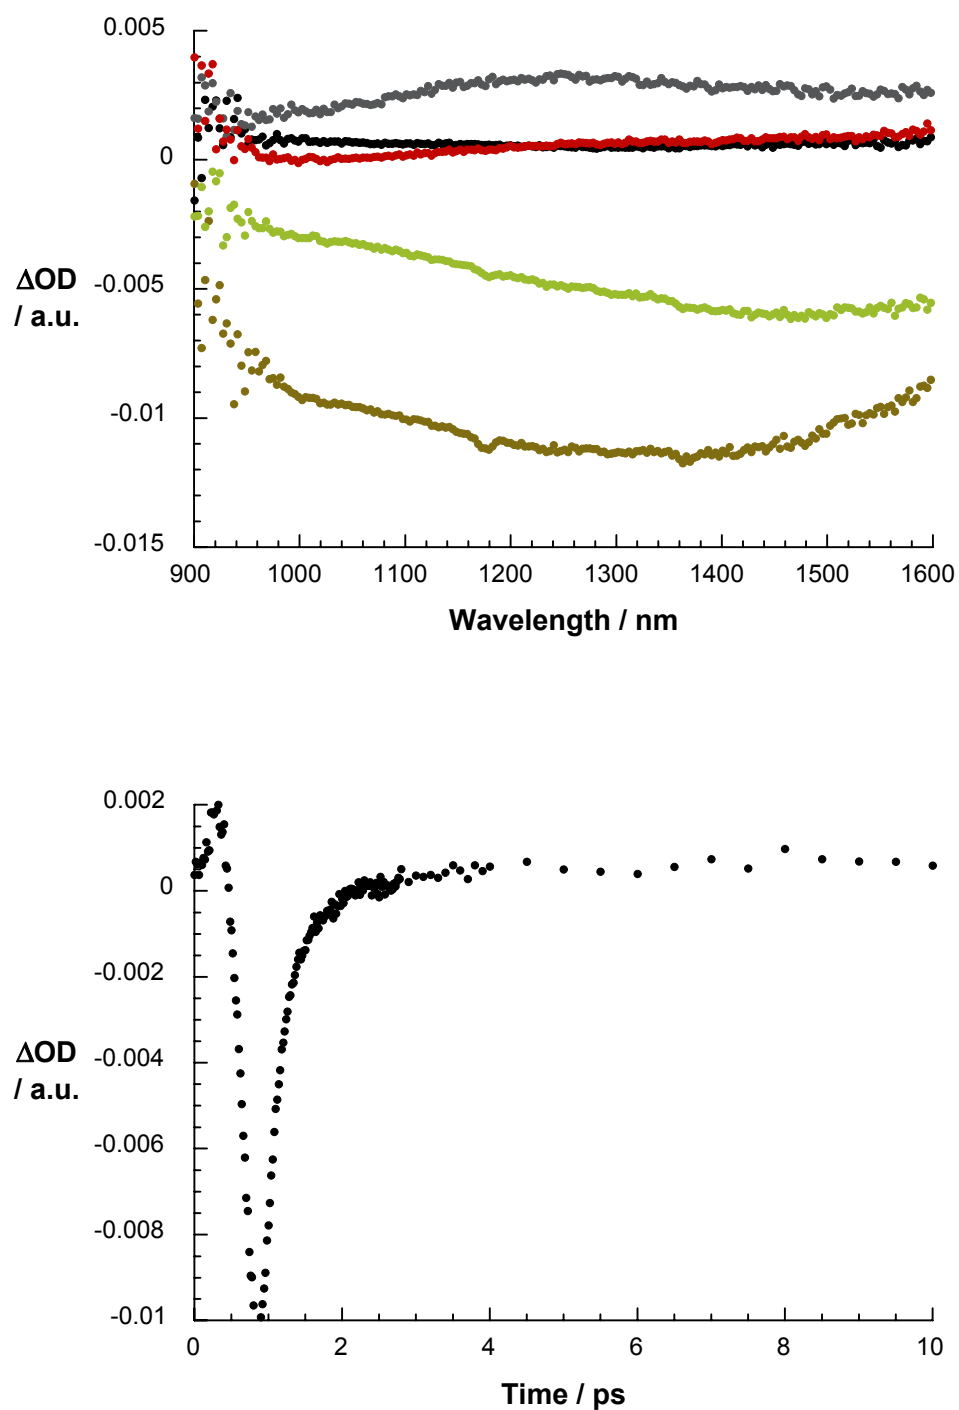 0.005
0
ΔOD
/ a.u.
-0.005
-0.01
-0.015
900 1000 1100 1200 1300 1400 1500 1600
Wavelength / nm
0.002
0
-0.002
ΔOD
/ a.u.
-0.004
-0.006
-0.008
-0.01
0 2 4 6 8 10
Time / ps